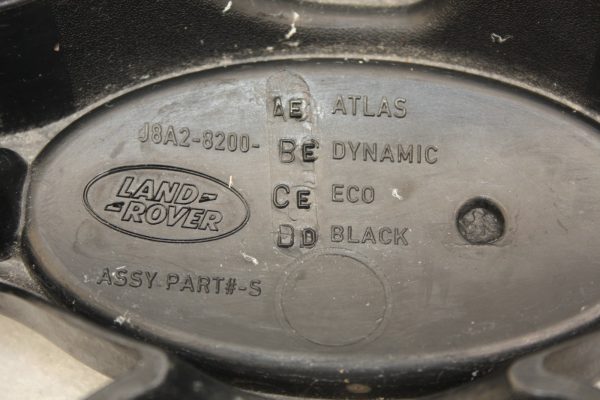 AE ATLAS
J8A2-8200- BE DYNAMIC
LAND-
-ROVER
CE ECO
DD BLACK
ASSY PART#-S